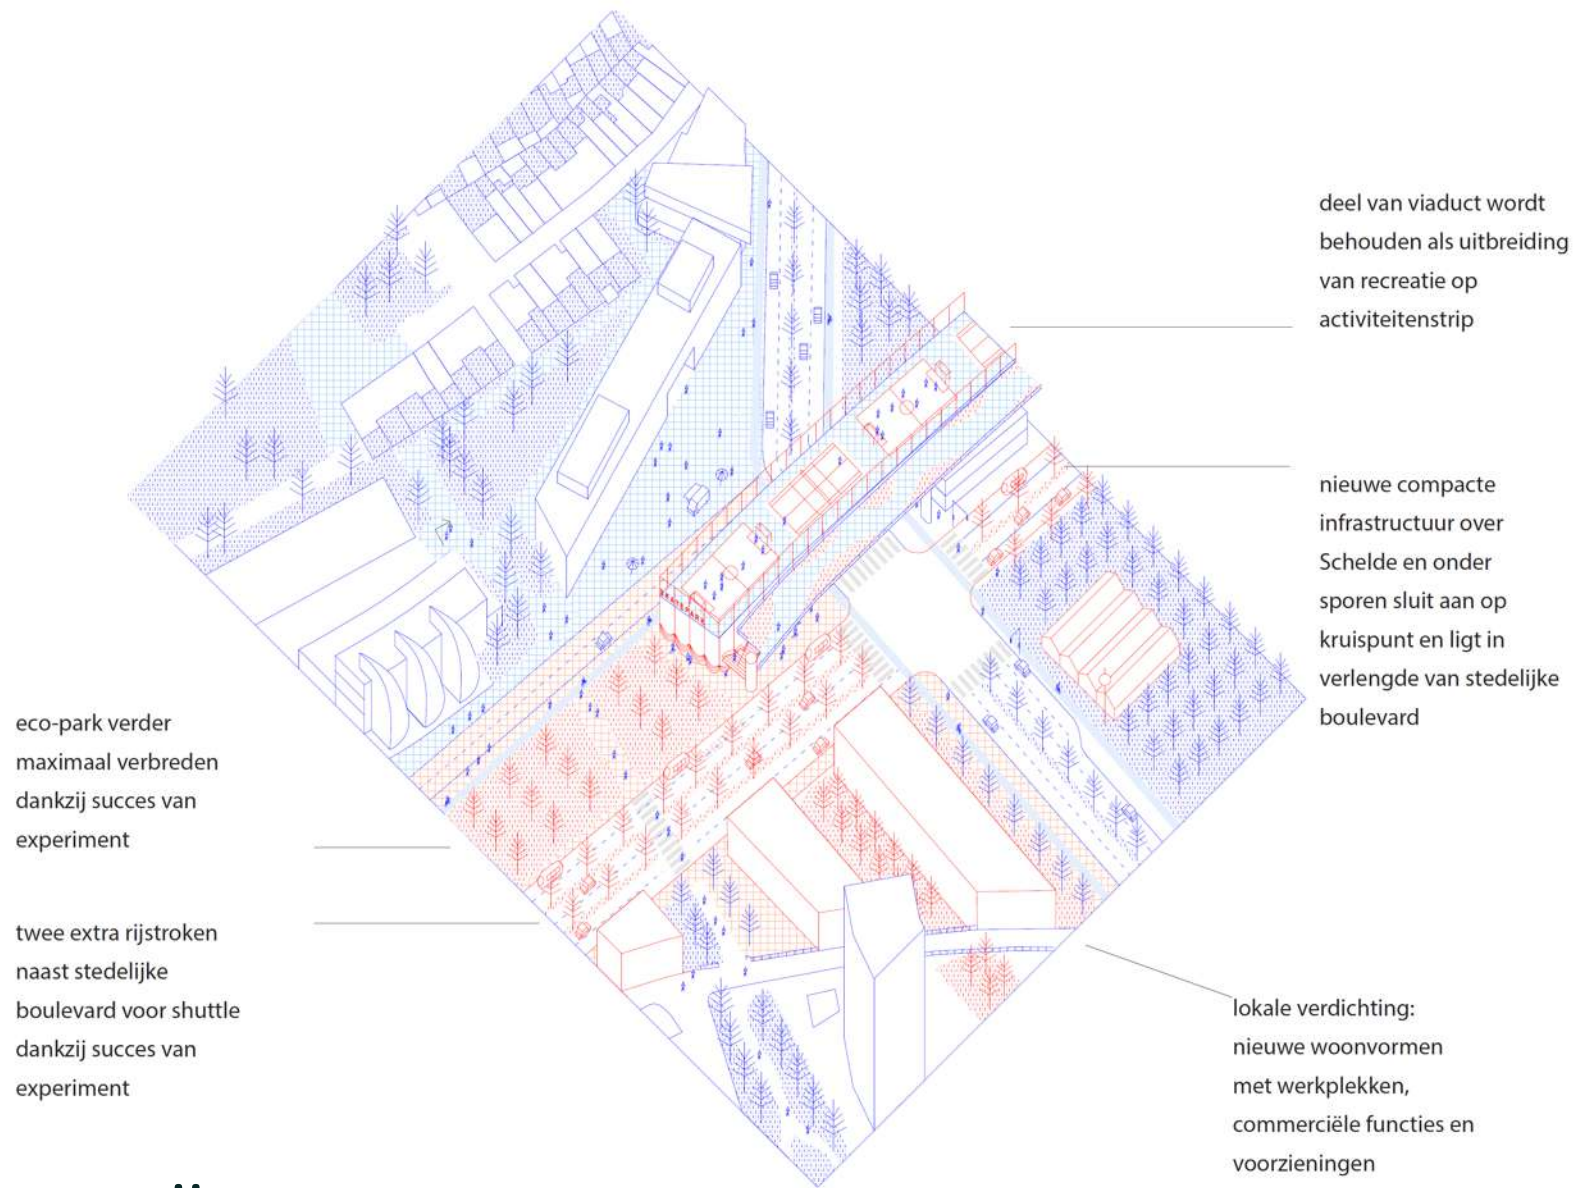 deel van viaduct wordt
behouden als uitbreiding
van recreatie op
activiteitenstrip
nieuwe compacte
infrastructuur over
Schelde en onder
sporen sluit aan op
kruispunt en ligt in
verlengde van stedelijke
boulevard
eco-park verder
maximaal verbreden
dankzij succes van
experiment
twee extra rijstroken
naast stedelijke
boulevard voor shuttle
dankzij succes van
experiment
lokale verdichting:
nieuwe woonvormen
met werkplekken,
commerciële functies en
voorzieningen